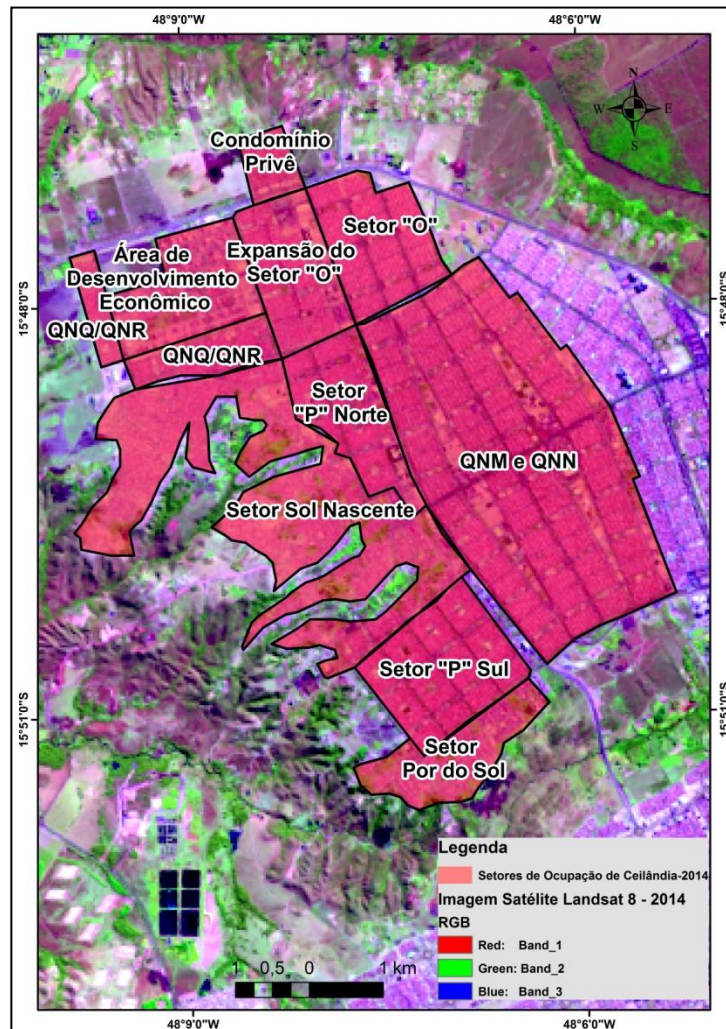 48°9'0"W
48°6'0"W
N
W E
S
Condomínio
Privê
Setor "O"
Expansão do
Setor "O"
Área de
Desenvolvimento
Econômico
15°48'0"S
15°48'0"S
QNQ/QNR
QNQ/QNR
Setor
"P" Norte
QNM e QNN
Setor Sol Nascente
Setor "P" Sul
15°51'0"S
15°51'0"S
Setor
Por do Sol
Legenda
Setores de Ocupação de Ceilândia-2014
Imagem Satélite Landsat 8 - 2014
RGB
Red: Band_1
Green: Band_2
Blue: Band_3
1 0,5 0 1 km
48°9'0"W
48°6'0"W